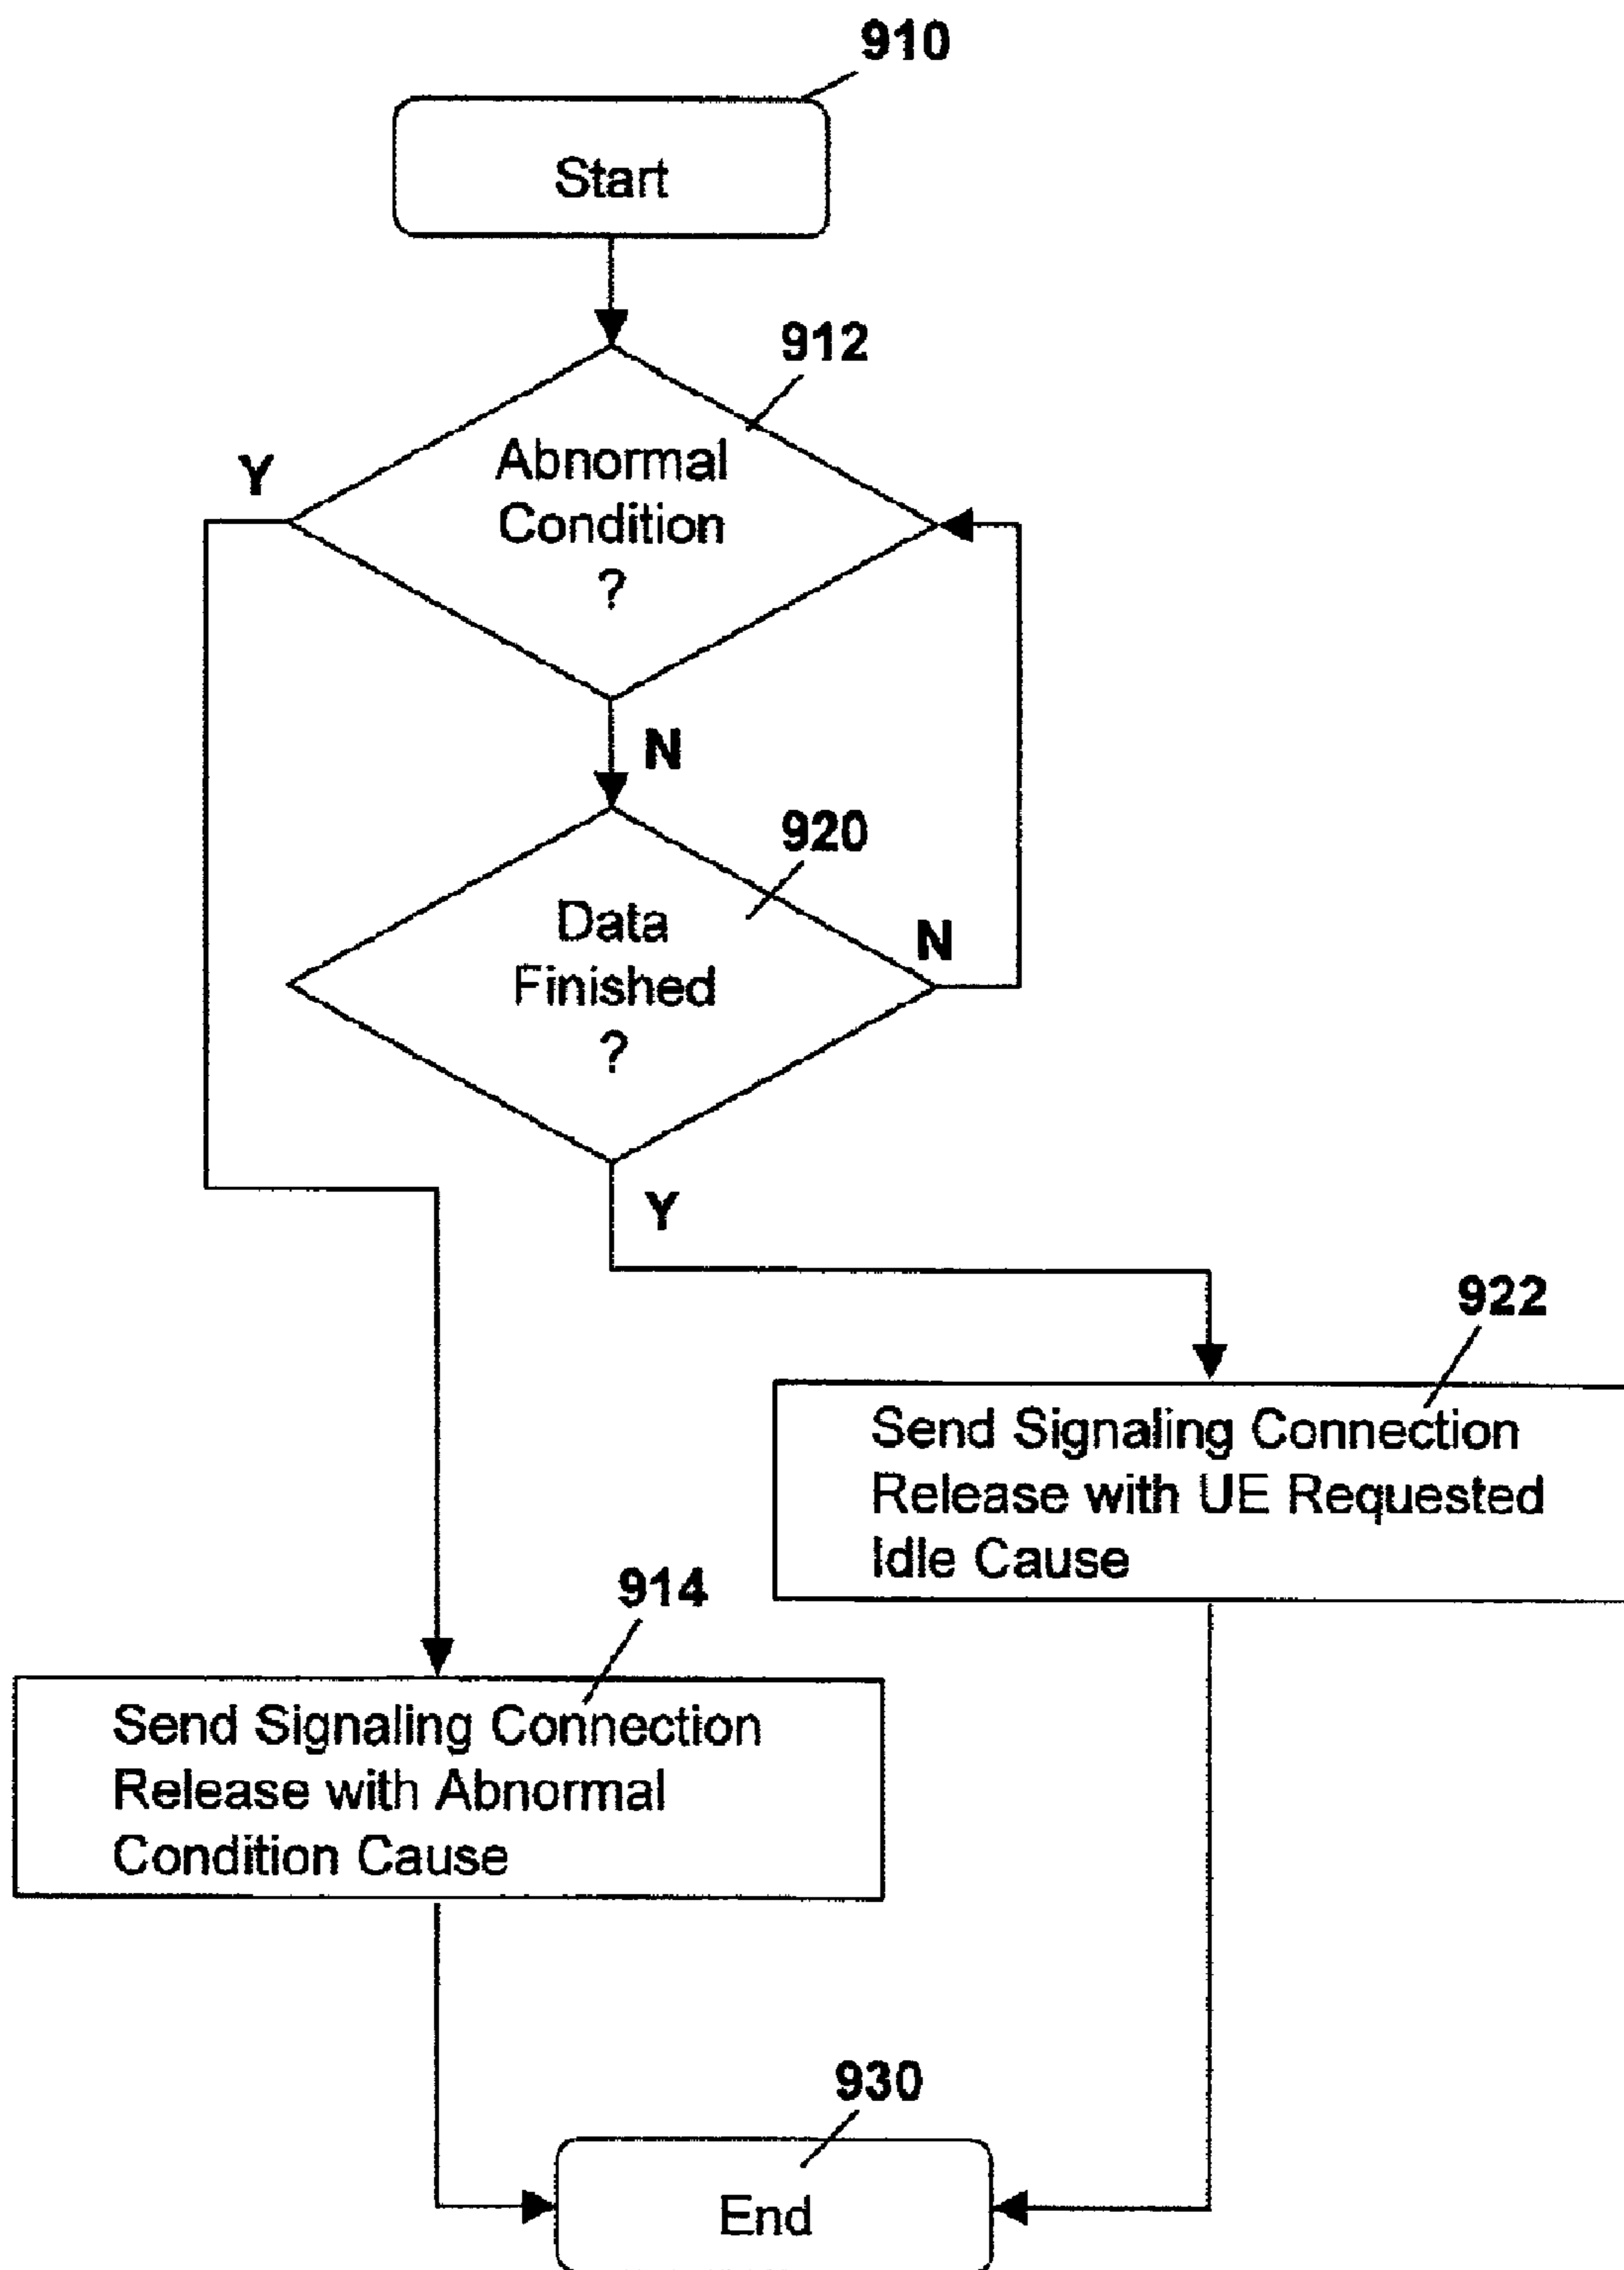 910
Start
912
Abnormal
Condition
?
Y
N
920
Data
Finished
?
N
Y
922
Send Signaling Connection
Release with UE Requested
Idle Cause
914
Send Signaling Connection
Release with Abnormal
Condition Cause
930
End